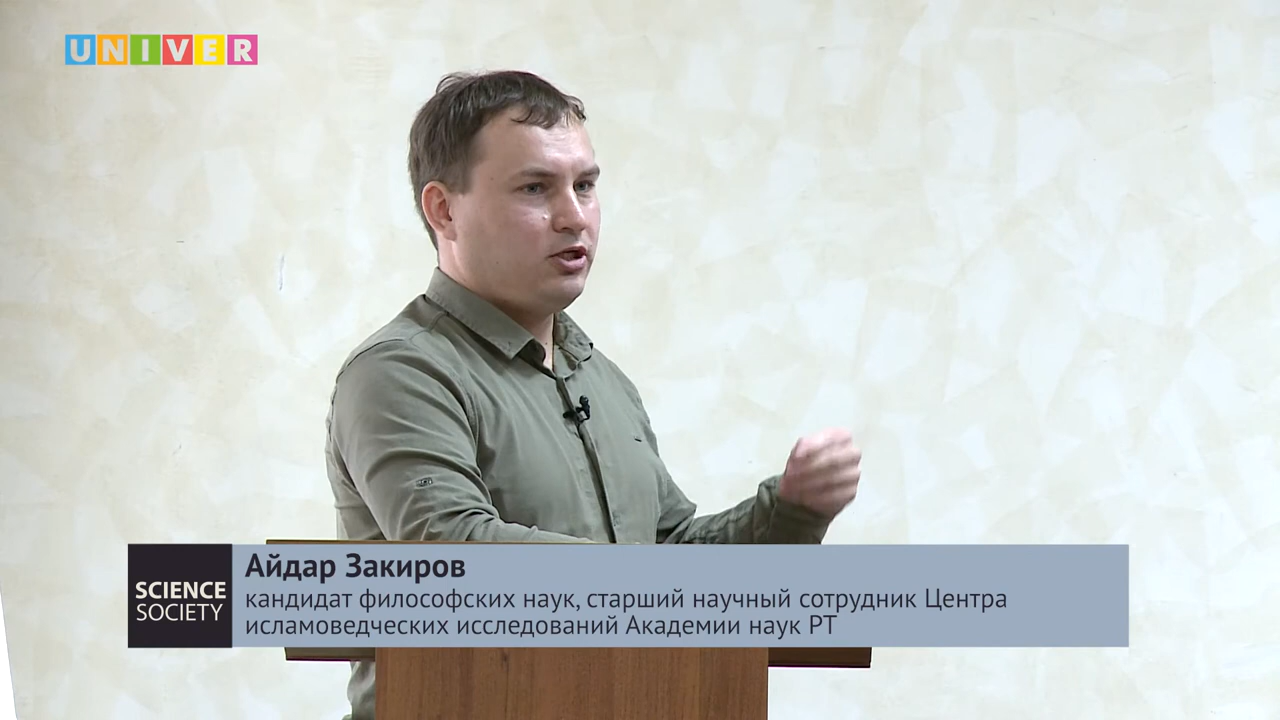 UNIVER
Айдар Закиров
SCIENCE
SOCIETY
кандидат философских наук, старший научный сотрудник Центра
исламоведческих исследований Академии наук РТ